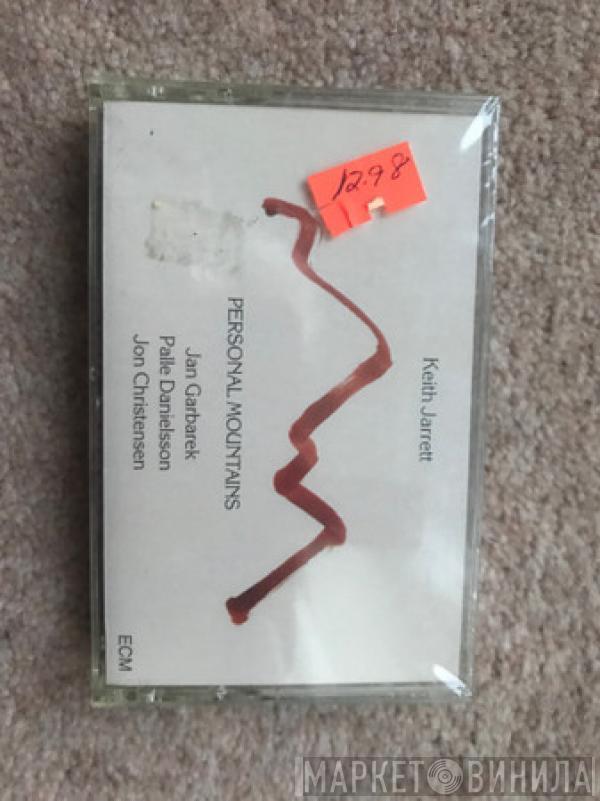 12.98
Keith Jarrett
PERSONAL MOUNTAINS
Jan Garbarek
Palle Danielsson
Jon Christensen
ECM
МАРКЕТ ВИНИЛА